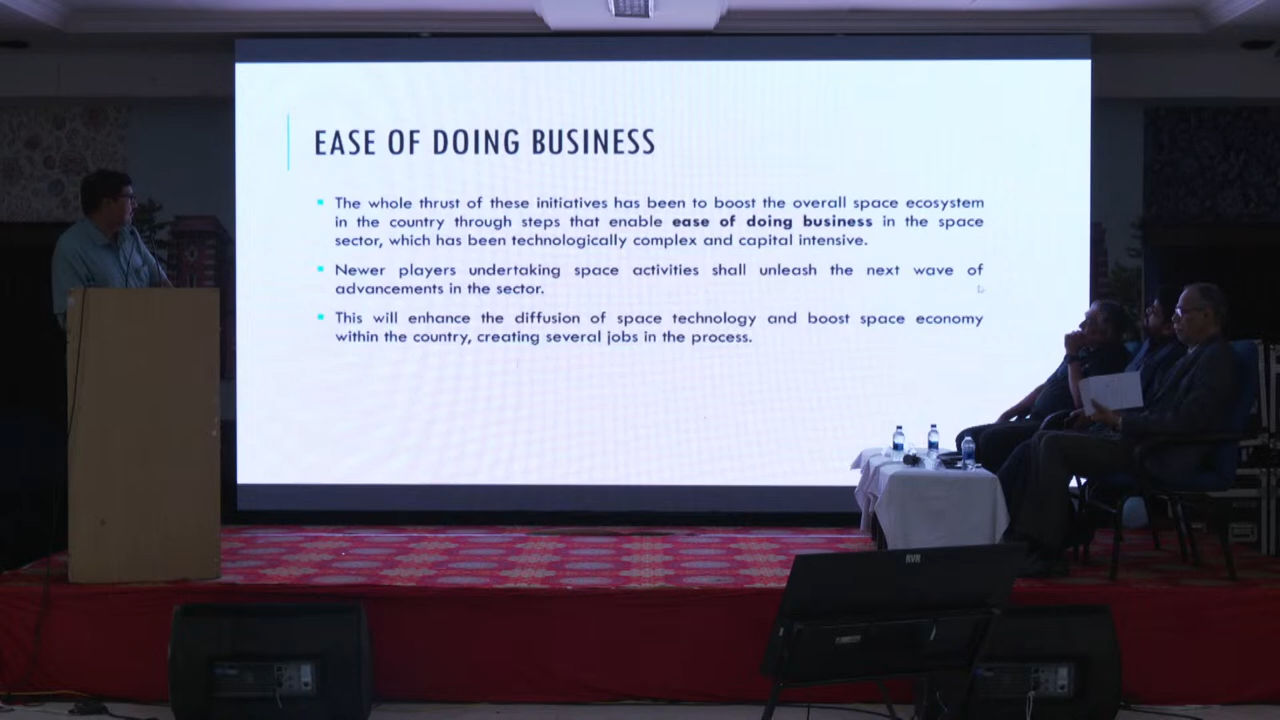 EASE OF DOING BUSINESS
The whole thrust of these initiatives has been to boost the overall space ecosystem
in the country through steps that enable ease of doing business in the space
sector, which has been technologically complex and capital intensive.
Newer players undertaking space activities shall unleash the next wave of
advancements in the sector.
This will enhance the diffusion of space technology and boost space economy
within the country, creating several jobs in the process.
RVR